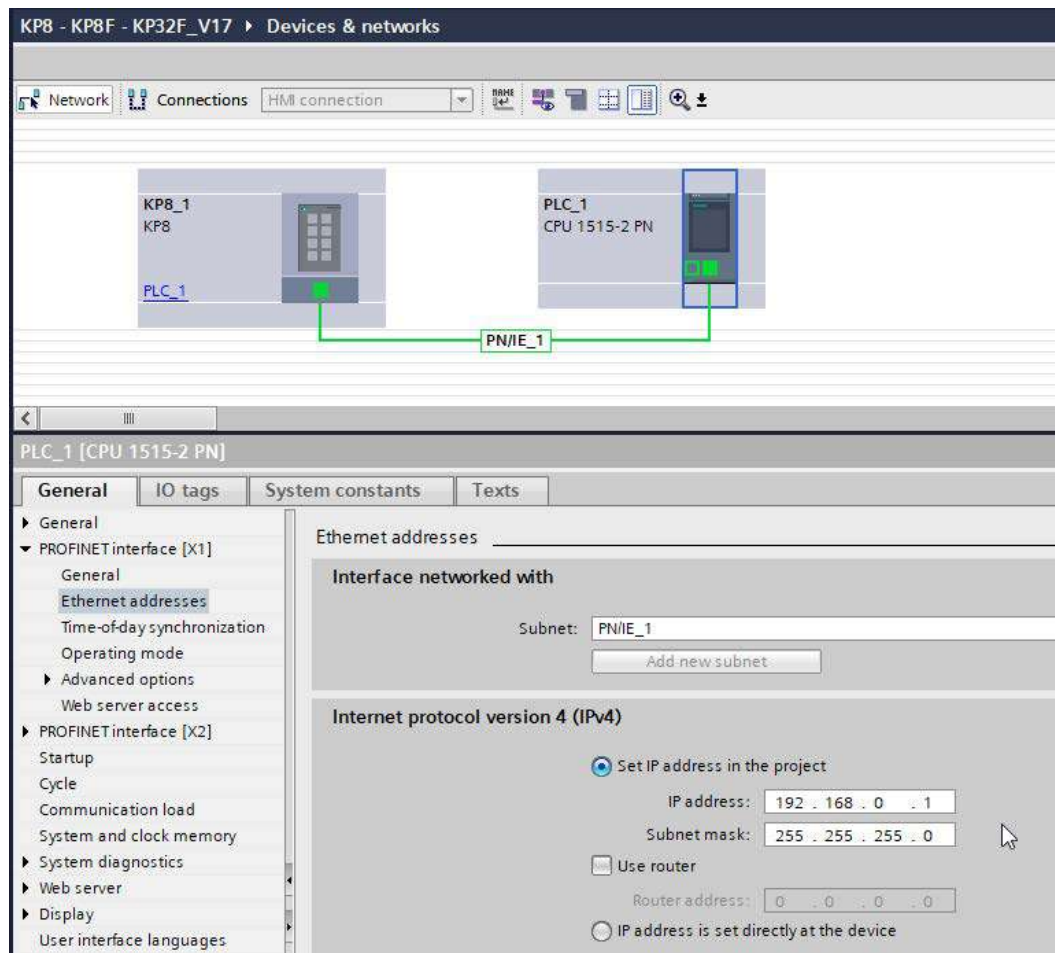 KP8 - KP8F - KP32F_V17 ▸ Devices & networks
Network Connections HMI connection
KP8_1
KP8
PLC_1
PLC_1
CPU 1515-2 PN
PN/IE_1
PLC_1 [CPU 1515-2 PN]
General IO tags System constants Texts
General
PROFINET interface [X1]
General
Ethernet addresses
Time-of-day synchronization
Operating mode
Advanced options
Web server access
PROFINET interface [X2]
Startup
Cycle
Communication load
System and clock memory
System diagnostics
Web server
Display
User interface languages
Ethernet addresses
Interface networked with
Subnet: PN/IE_1
Add new subnet
Internet protocol version 4 (IPv4)
Set IP address in the project
IP address: 192 . 168 . 0 . 1
Subnet mask: 255 . 255 . 255 . 0
Use router
Router address: 0 . 0 . 0 . 0
IP address is set directly at the device